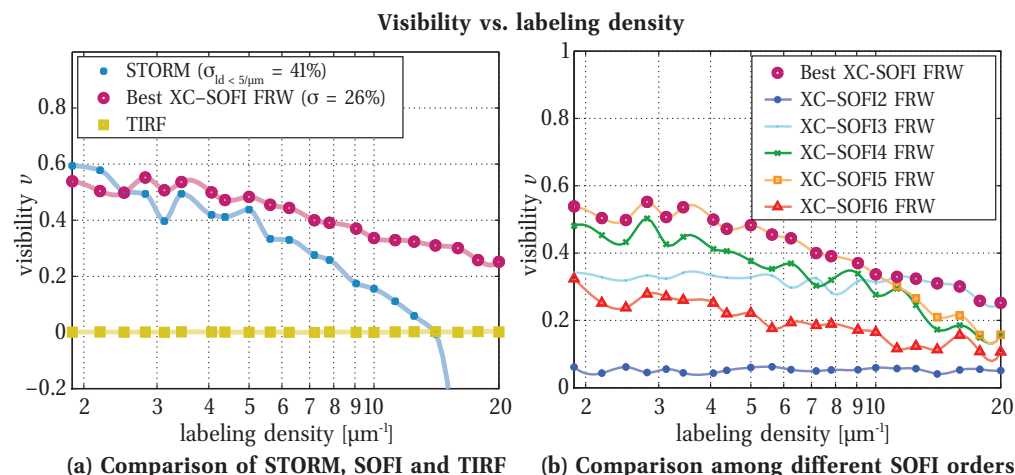 Visibility vs. labeling density
STORM (σld < 5/µm = 41%)
Best XC–SOFI FRW (σ = 26%)
TIRF
0.8
0.6
0.4
0.2
0
−0.2
visibility ν
2 3 4 5 6 7 8 9 10 20
labeling density [µm-1]
(a) Comparison of STORM, SOFI and TIRF
Best XC-SOFI FRW
XC–SOFI2 FRW
XC–SOFI3 FRW
XC–SOFI4 FRW
XC–SOFI5 FRW
XC–SOFI6 FRW
1
0.8
0.6
0.4
0.2
0
visibility ν
2 3 4 5 6 7 8 9 10 20
labeling density [µm-1]
(b) Comparison among different SOFI orders